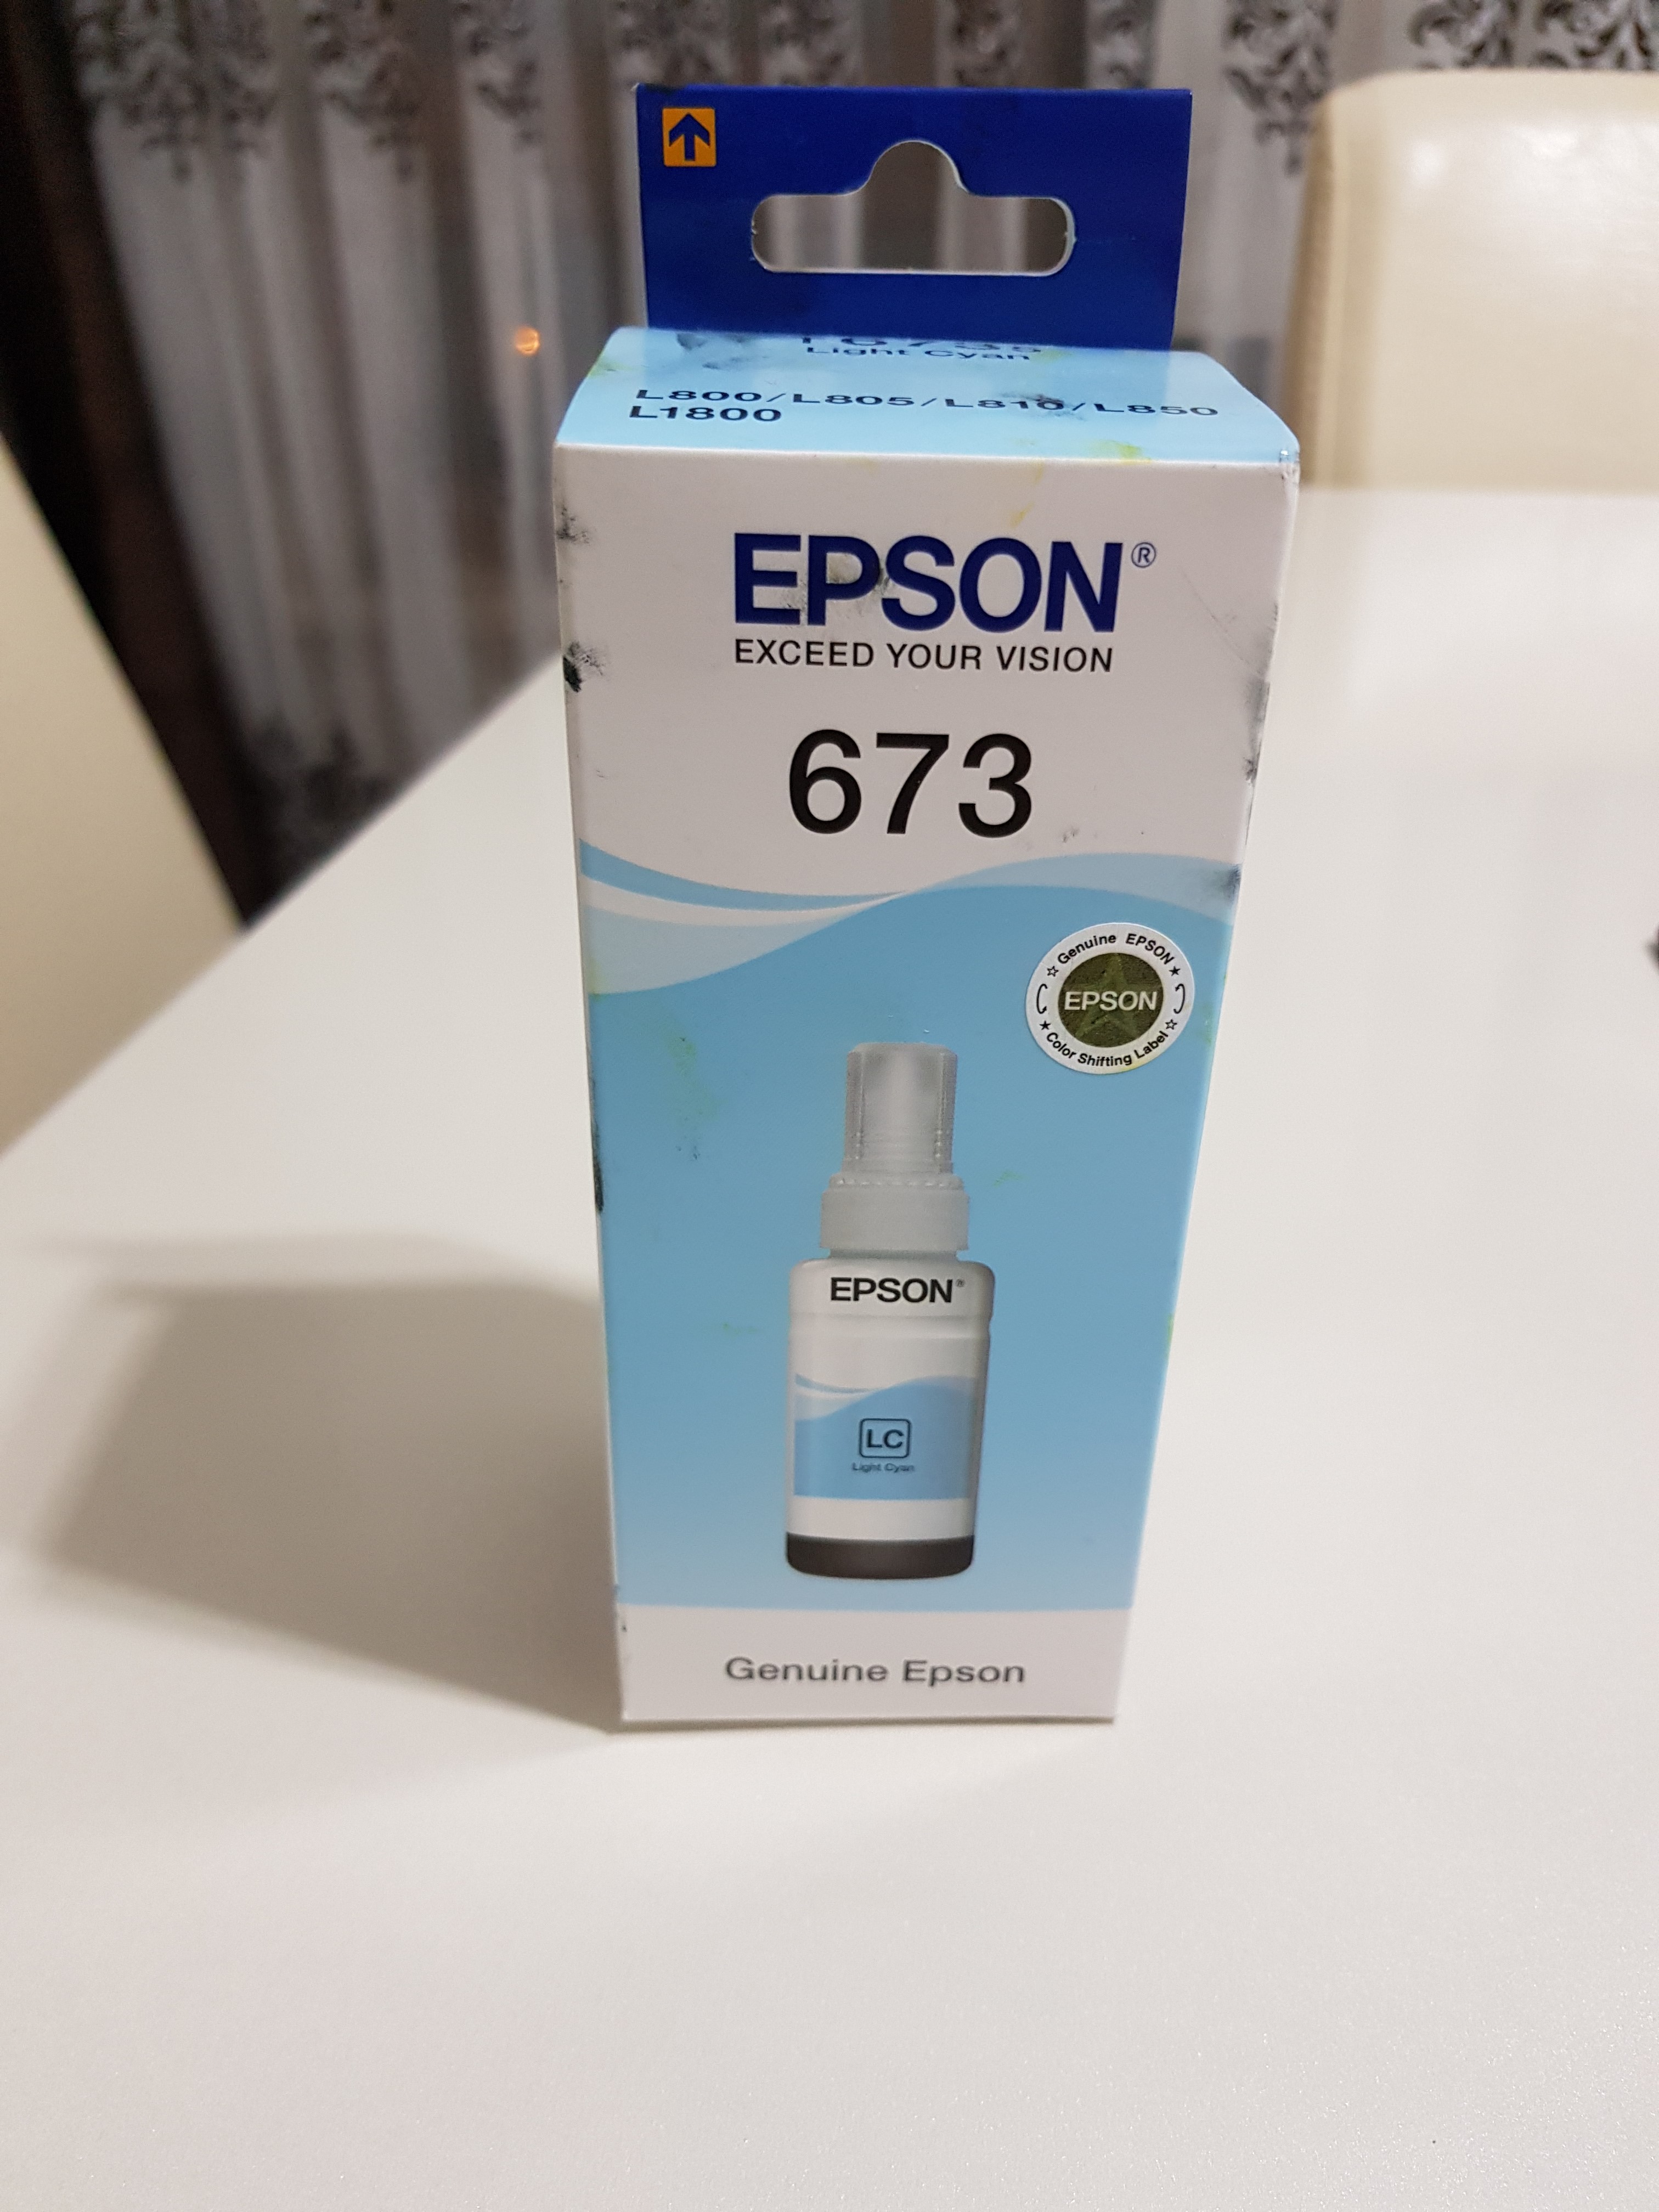 Light Cyan
L800/L805/L810/L850
L1800
EPSON®
EXCEED YOUR VISION
673
Genuine EPSON
EPSON
Color Shifting Label
EPSON®
LC
Light Cyan
Genuine Epson